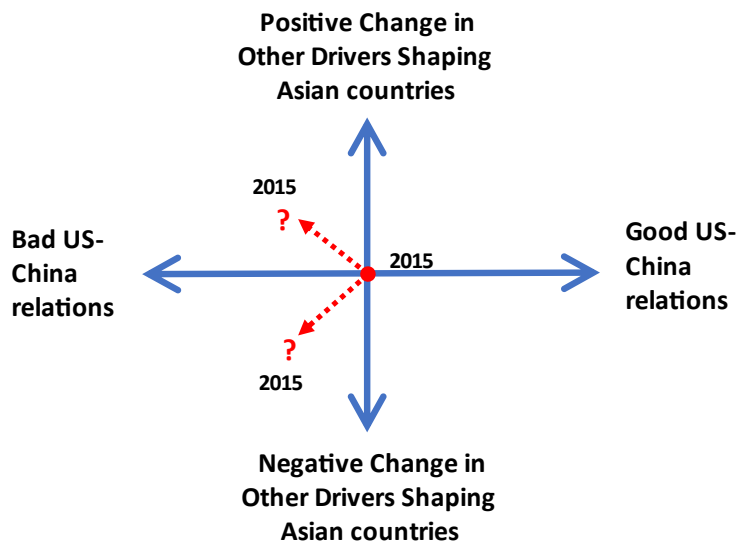 Positive Change in
Other Drivers Shaping
Asian countries
2015
?
Bad US-
China
relations
2015
Good US-
China
relations
?
2015
Negative Change in
Other Drivers Shaping
Asian countries